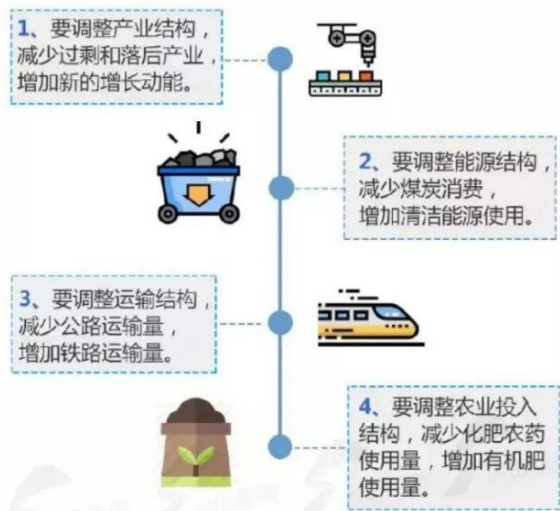 1、要调整产业结构，
减少过剩和落后产业，
增加新的增长动能。
2、要调整能源结构，
减少煤炭消费，
增加清洁能源使用。
3、要调整运输结构，
减少公路运输量，
增加铁路运输量。
4、要调整农业投入
结构，减少化肥农药
使用量，增加有机肥
使用量。